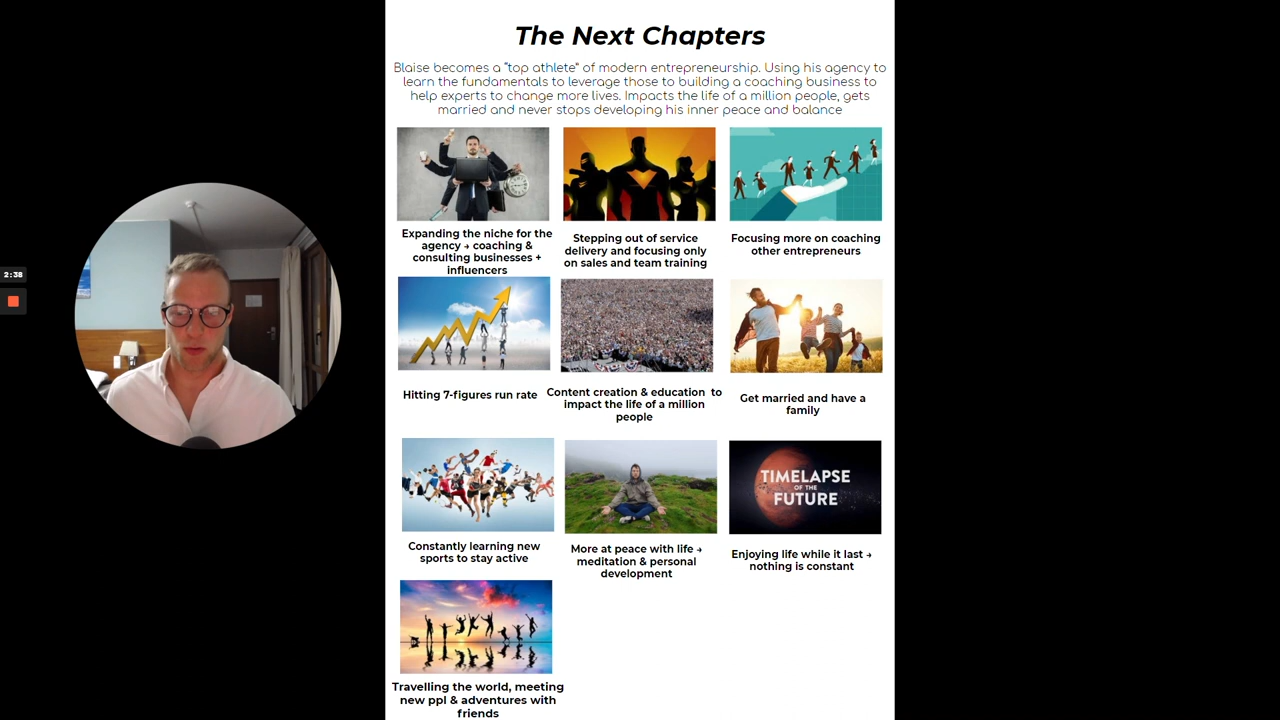 The Next Chapters
Blaise becomes a "top athlete" of modern entrepreneurship. Using his agency to
learn the fundamentals to leverage those to building a coaching business to
help experts to change more lives. Impacts the life of a million people, gets
married and never stops developing his inner peace and balance
Expanding the niche for the
agency → coaching &
consulting businesses +
influencers
Stepping out of service
delivery and focusing only
on sales and team training
Focusing more on coaching
other entrepreneurs
2:38
Hitting 7-figures run rate
Content creation & education to
impact the life of a million
people
Get married and have a
family
TIMELAPSE
OF THE
FUTURE
Constantly learning new
sports to stay active
More at peace with life →
meditation & personal
development
Enjoying life while it last →
nothing is constant
Travelling the world, meeting
new ppl & adventures with
friends